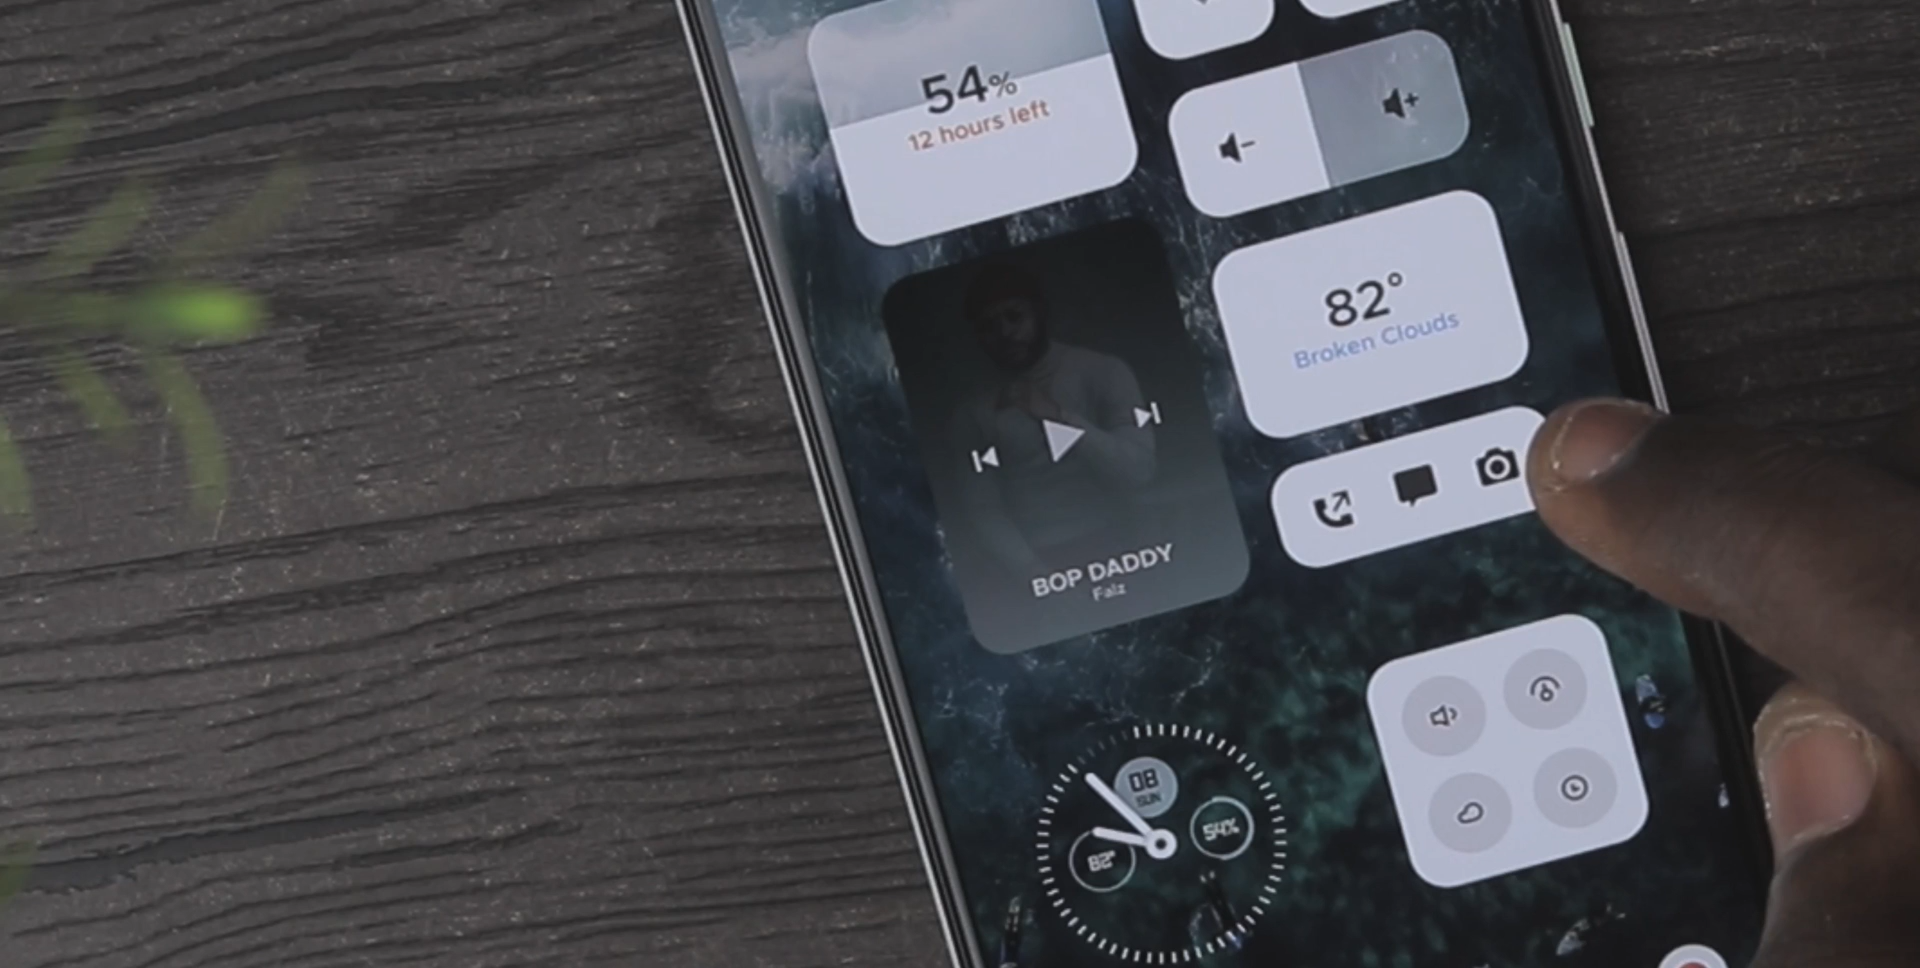 54%
12 hours left
82°
Broken Clouds
BOP DADDY
Falz
08
SUN
82°
54%